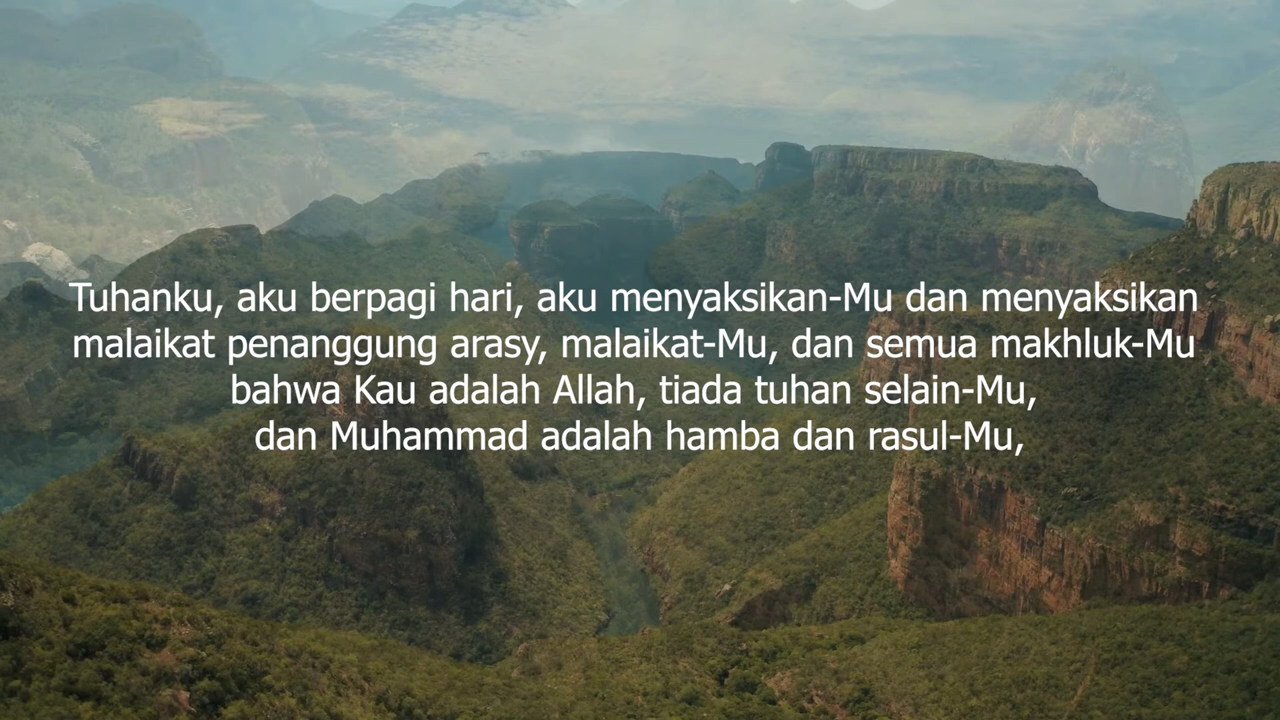 Tuhanku, aku berpagi hari, aku menyaksikan-Mu dan menyaksikan
malaikat penanggung arasy, malaikat-Mu, dan semua makhluk-Mu
bahwa Kau adalah Allah, tiada tuhan selain-Mu,
dan Muhammad adalah hamba dan rasul-Mu,